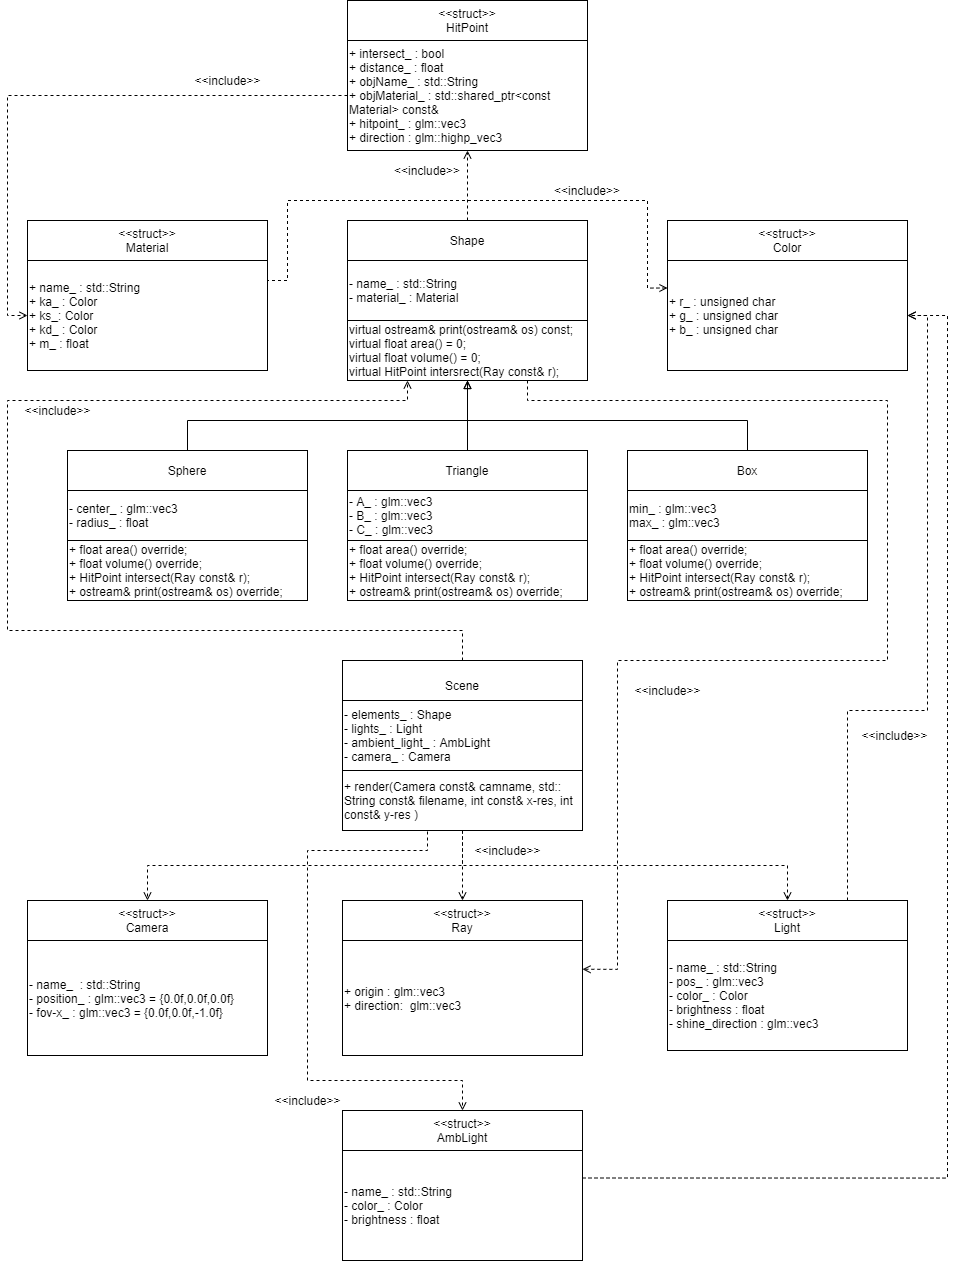 <<struct>>
HitPoint
+ intersect_ : bool
+ distance_ : float
+ objName_ : std::String
+ objMaterial_ : std::shared_ptr<const
Material> const&
+ hitpoint_ : glm::vec3
+ direction : glm::highp_vec3
<<include>>
<<include>>
<<include>>
<<struct>>
Material
+ name_ : std::String
+ ka_ : Color
+ ks_: Color
+ kd_ : Color
+ m_ : float
Shape
- name_ : std::String
- material_ : Material
virtual ostream& print(ostream& os) const;
virtual float area() = 0;
virtual float volume() = 0;
virtual HitPoint intersrect(Ray const& r);
<<struct>>
Color
+ r_ : unsigned char
+ g_ : unsigned char
+ b_ : unsigned char
<<include>>
Sphere
- center_ : glm::vec3
- radius_ : float
+ float area() override;
+ float volume() override;
+ HitPoint intersect(Ray const& r);
+ ostream& print(ostream& os) override;
Triangle
- A_ : glm::vec3
- B_ : glm::vec3
- C_ : glm::vec3
+ float area() override;
+ float volume() override;
+ HitPoint intersect(Ray const& r);
+ ostream& print(ostream& os) override;
Box
min_ : glm::vec3
max_ : glm::vec3
+ float area() override;
+ float volume() override;
+ HitPoint intersect(Ray const& r);
+ ostream& print(ostream& os) override;
Scene
- elements_ : Shape
- lights_ : Light
- ambient_light_ : AmbLight
- camera_ : Camera
+ render(Camera const& camname, std::
String const& filename, int const& x-res, int
const& y-res )
<<include>>
<<include>>
<<include>>
<<struct>>
Camera
- name_  : std::String
- position_ : glm::vec3 = {0.0f,0.0f,0.0f}
- fov-x_ : glm::vec3 = {0.0f,0.0f,-1.0f}
<<struct>>
Ray
+ origin : glm::vec3
+ direction:  glm::vec3
<<struct>>
Light
- name_ : std::String
- pos_ : glm::vec3
- color_ : Color
- brightness : float
- shine_direction : glm::vec3
<<include>>
<<struct>>
AmbLight
- name_ : std::String
- color_ : Color
- brightness : float